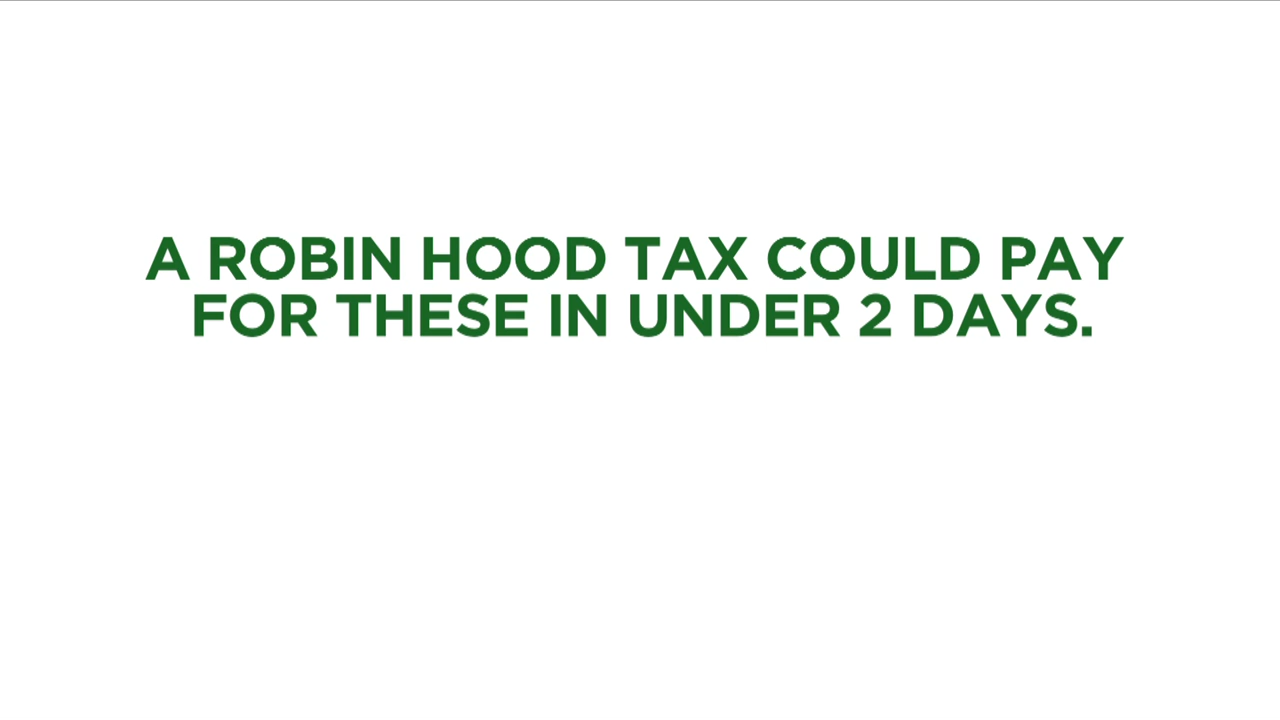 A ROBIN HOOD TAX COULD PAY
FOR THESE IN UNDER 2 DAYS.